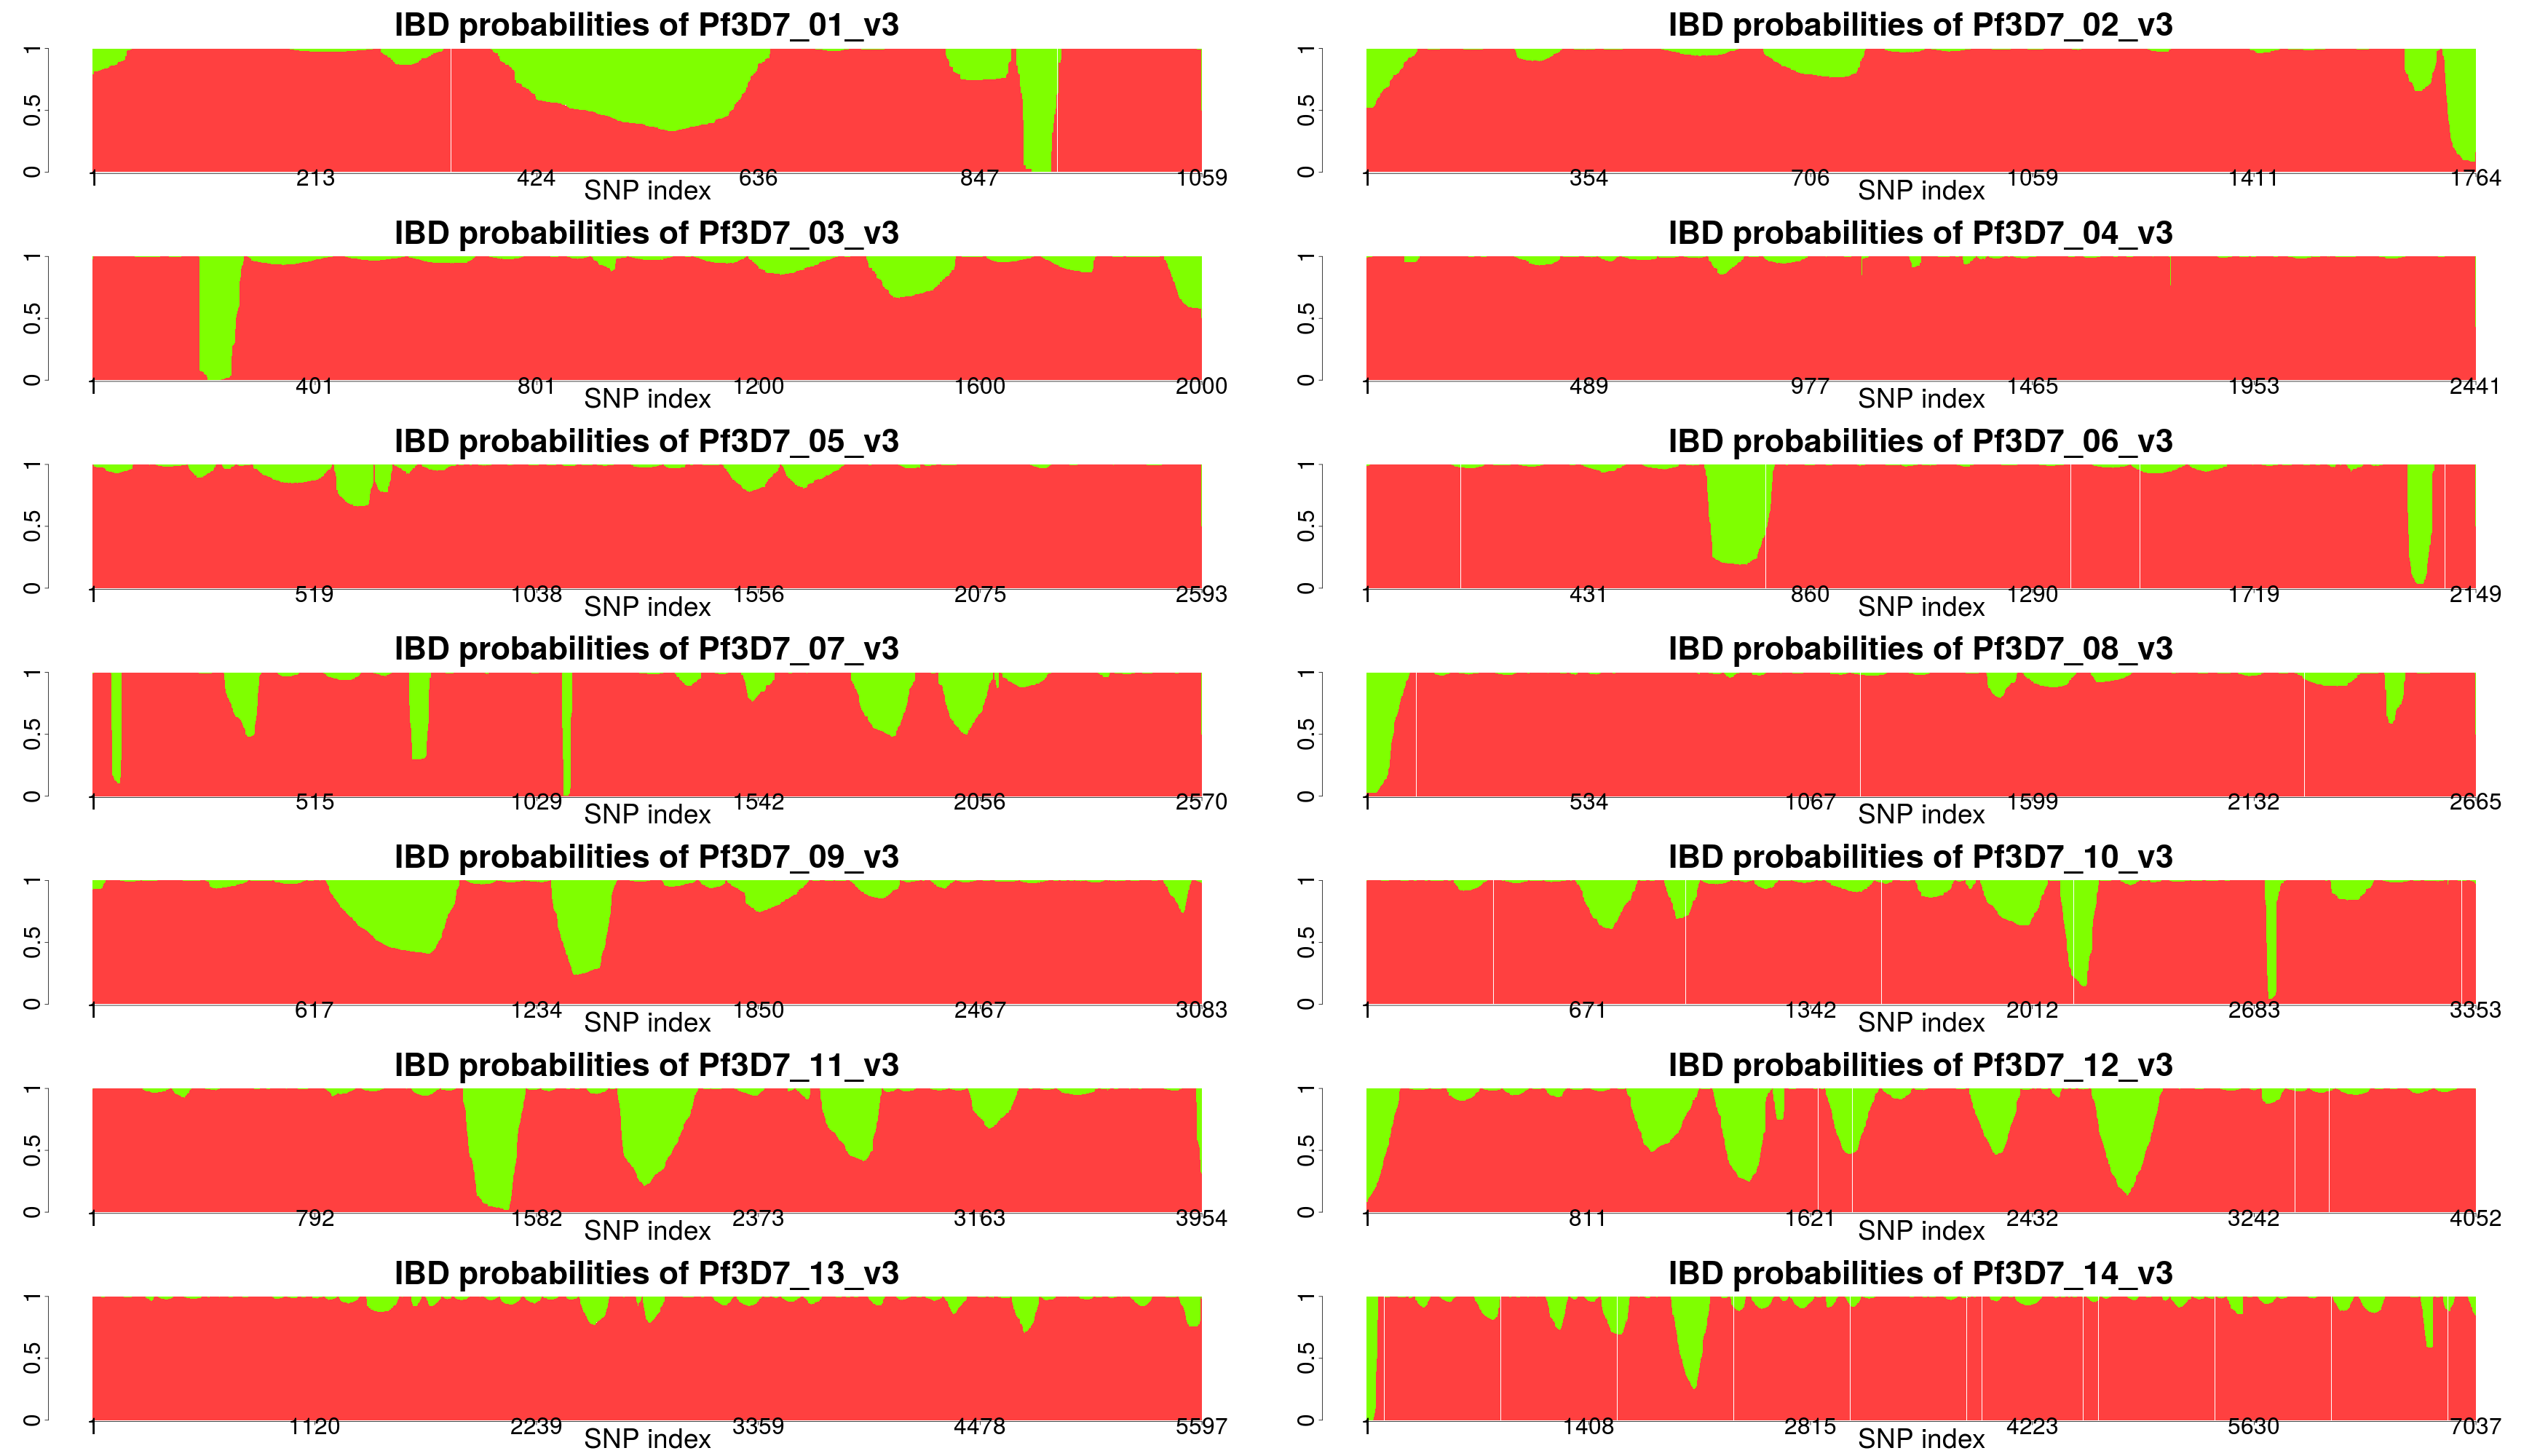 IBD probabilities of Pf3D7_01_v3
0 0.5 1
1 213 424 636 847 1059
SNP index
IBD probabilities of Pf3D7_02_v3
0 0.5 1
1 354 706 1059 1411 1764
SNP index
IBD probabilities of Pf3D7_03_v3
0 0.5 1
1 401 801 1200 1600 2000
SNP index
IBD probabilities of Pf3D7_04_v3
0 0.5 1
1 489 977 1465 1953 2441
SNP index
IBD probabilities of Pf3D7_05_v3
0 0.5 1
1 519 1038 1556 2075 2593
SNP index
IBD probabilities of Pf3D7_06_v3
0 0.5 1
1 431 860 1290 1719 2149
SNP index
IBD probabilities of Pf3D7_07_v3
0 0.5 1
1 515 1029 1542 2056 2570
SNP index
IBD probabilities of Pf3D7_08_v3
0 0.5 1
1 534 1067 1599 2132 2665
SNP index
IBD probabilities of Pf3D7_09_v3
0 0.5 1
1 617 1234 1850 2467 3083
SNP index
IBD probabilities of Pf3D7_10_v3
0 0.5 1
1 671 1342 2012 2683 3353
SNP index
IBD probabilities of Pf3D7_11_v3
0 0.5 1
1 792 1582 2373 3163 3954
SNP index
IBD probabilities of Pf3D7_12_v3
0 0.5 1
1 811 1621 2432 3242 4052
SNP index
IBD probabilities of Pf3D7_13_v3
0 0.5 1
1 1120 2239 3359 4478 5597
SNP index
IBD probabilities of Pf3D7_14_v3
0 0.5 1
1 1408 2815 4223 5630 7037
SNP index